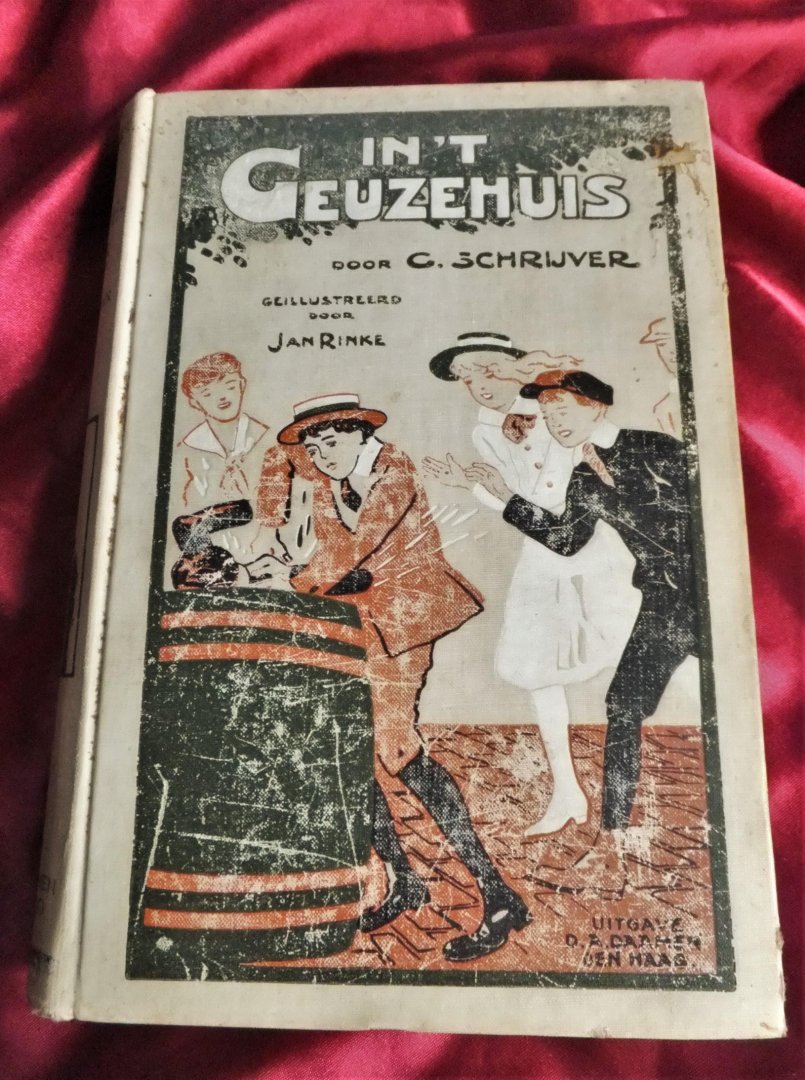 IN 'T
GEUZEHUIS
DOOR C. SCHRIJVER
GEILLUSTREERD
DOOR
JAN RINKE
UITGAVE
D. A. DAAMEN
DEN HAAG.